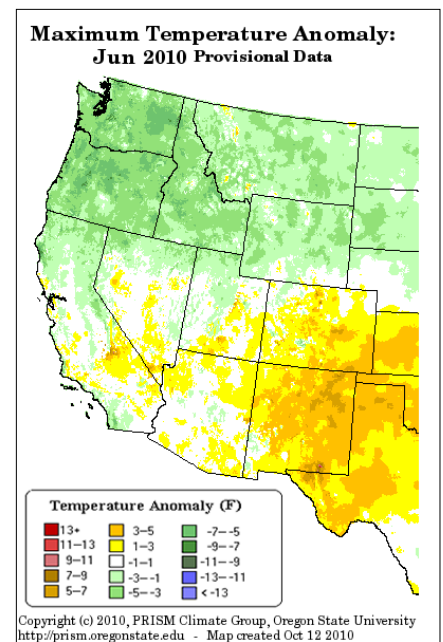 Maximum Temperature Anomaly:
Jun 2010 Provisional Data
Temperature Anomaly (F)
13+ 3-5 -7--5
11-13 1-3 -9--7
9-11 -1-1 -11--9
7-9 -3--1 -13--11
5-7 -5--3 < -13
Copyright (c) 2010, PRISM Climate Group, Oregon State University
http://prism.oregonstate.edu - Map created Oct 12 2010